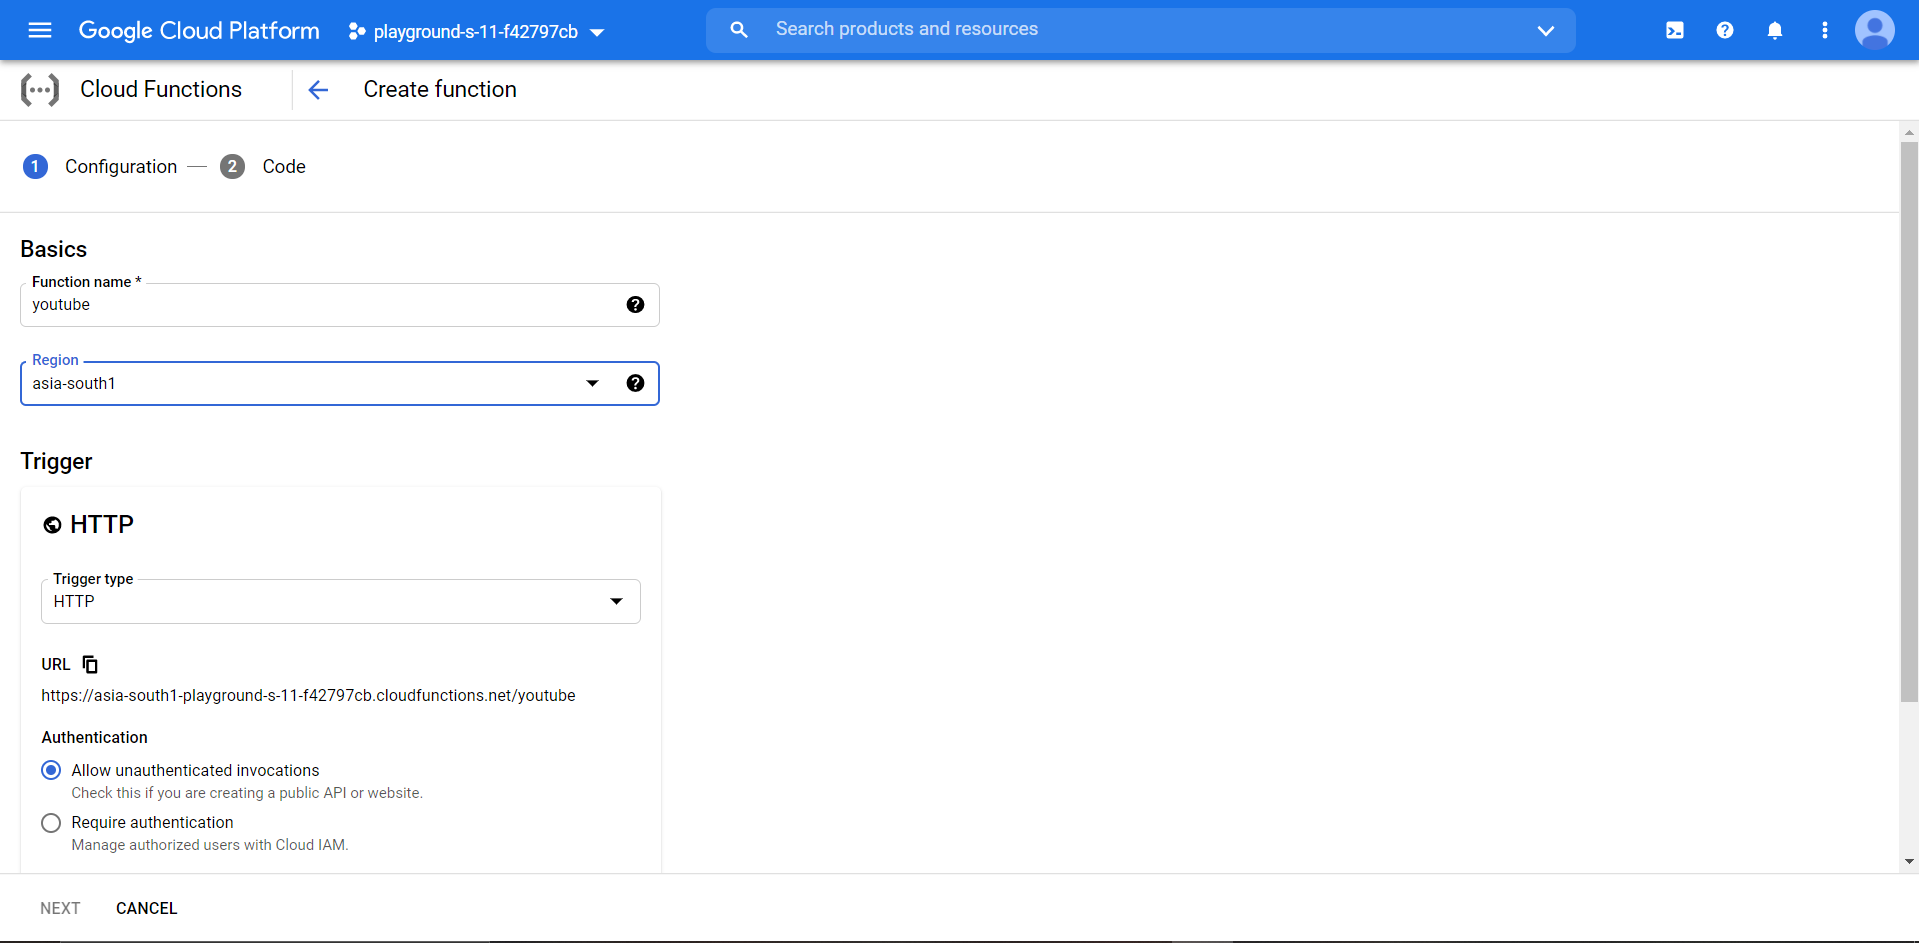 Google Cloud Platform playground-s-11-f42797cb Search products and resources
Cloud Functions Create function
1 Configuration — 2 Code
Basics
Function name *
youtube
Region
asia-south1
Trigger
HTTP
Trigger type
HTTP
URL
https://asia-south1-playground-s-11-f42797cb.cloudfunctions.net/youtube
Authentication
Allow unauthenticated invocations
Check this if you are creating a public API or website.
Require authentication
Manage authorized users with Cloud IAM.
NEXT CANCEL